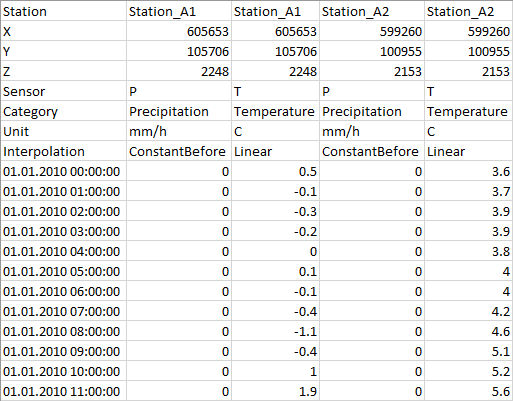 Station Station_A1 Station_A1 Station_A2 Station_A2
X 605653 605653 599260 599260
Y 105706 105706 100955 100955
Z 2248 2248 2153 2153
Sensor P T P T
Category Precipitation Temperature Precipitation Temperature
Unit mm/h C mm/h C
Interpolation ConstantBefore Linear ConstantBefore Linear
01.01.2010 00:00:00 0 0.5 0 3.6
01.01.2010 01:00:00 0 -0.1 0 3.7
01.01.2010 02:00:00 0 -0.3 0 3.9
01.01.2010 03:00:00 0 -0.2 0 3.9
01.01.2010 04:00:00 0 0 0 3.8
01.01.2010 05:00:00 0 0.1 0 4
01.01.2010 06:00:00 0 -0.1 0 4
01.01.2010 07:00:00 0 -0.4 0 4.2
01.01.2010 08:00:00 0 -1.1 0 4.6
01.01.2010 09:00:00 0 -0.4 0 5.1
01.01.2010 10:00:00 0 1 0 5.2
01.01.2010 11:00:00 0 1.9 0 5.6